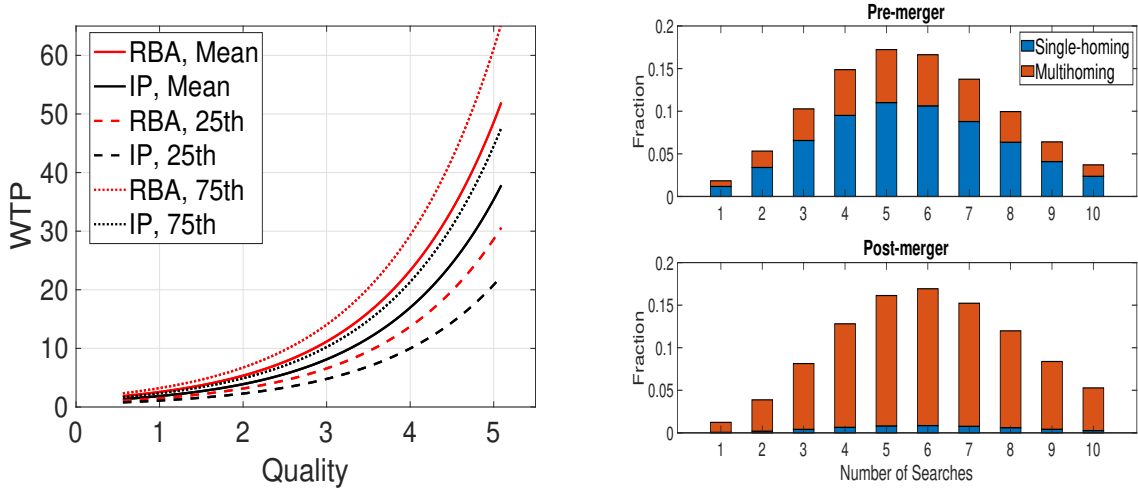 60
50
40
30
20
10
0
WTP
RBA, Mean
IP, Mean
RBA, 25th
IP, 25th
RBA, 75th
IP, 75th
0 1 2 3 4 5
Quality
Pre-merger
0.2
0.15
0.1
0.05
0
Fraction
Single-homing
Multihoming
1 2 3 4 5 6 7 8 9 10
Post-merger
0.2
0.15
0.1
0.05
0
Fraction
1 2 3 4 5 6 7 8 9 10
Number of Searches